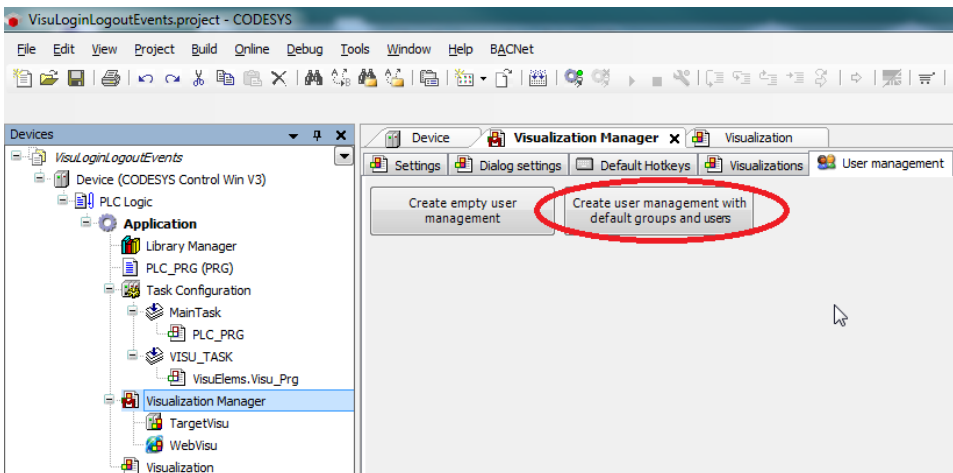 VisuLoginLogoutEvents.project - CODESYS
File Edit View Project Build Online Debug Tools Window Help BACNet
Devices
Device Visualization Manager Visualization
VisuLoginLogoutEvents
Settings Dialog settings Default Hotkeys Visualizations User management
Device (CODESYS Control Win V3)
PLC Logic
Create empty user
management
Create user management with
default groups and users
Application
Library Manager
PLC_PRG (PRG)
Task Configuration
MainTask
PLC_PRG
VISU_TASK
VisuElems.Visu_Prg
Visualization Manager
TargetVisu
WebVisu
Visualization